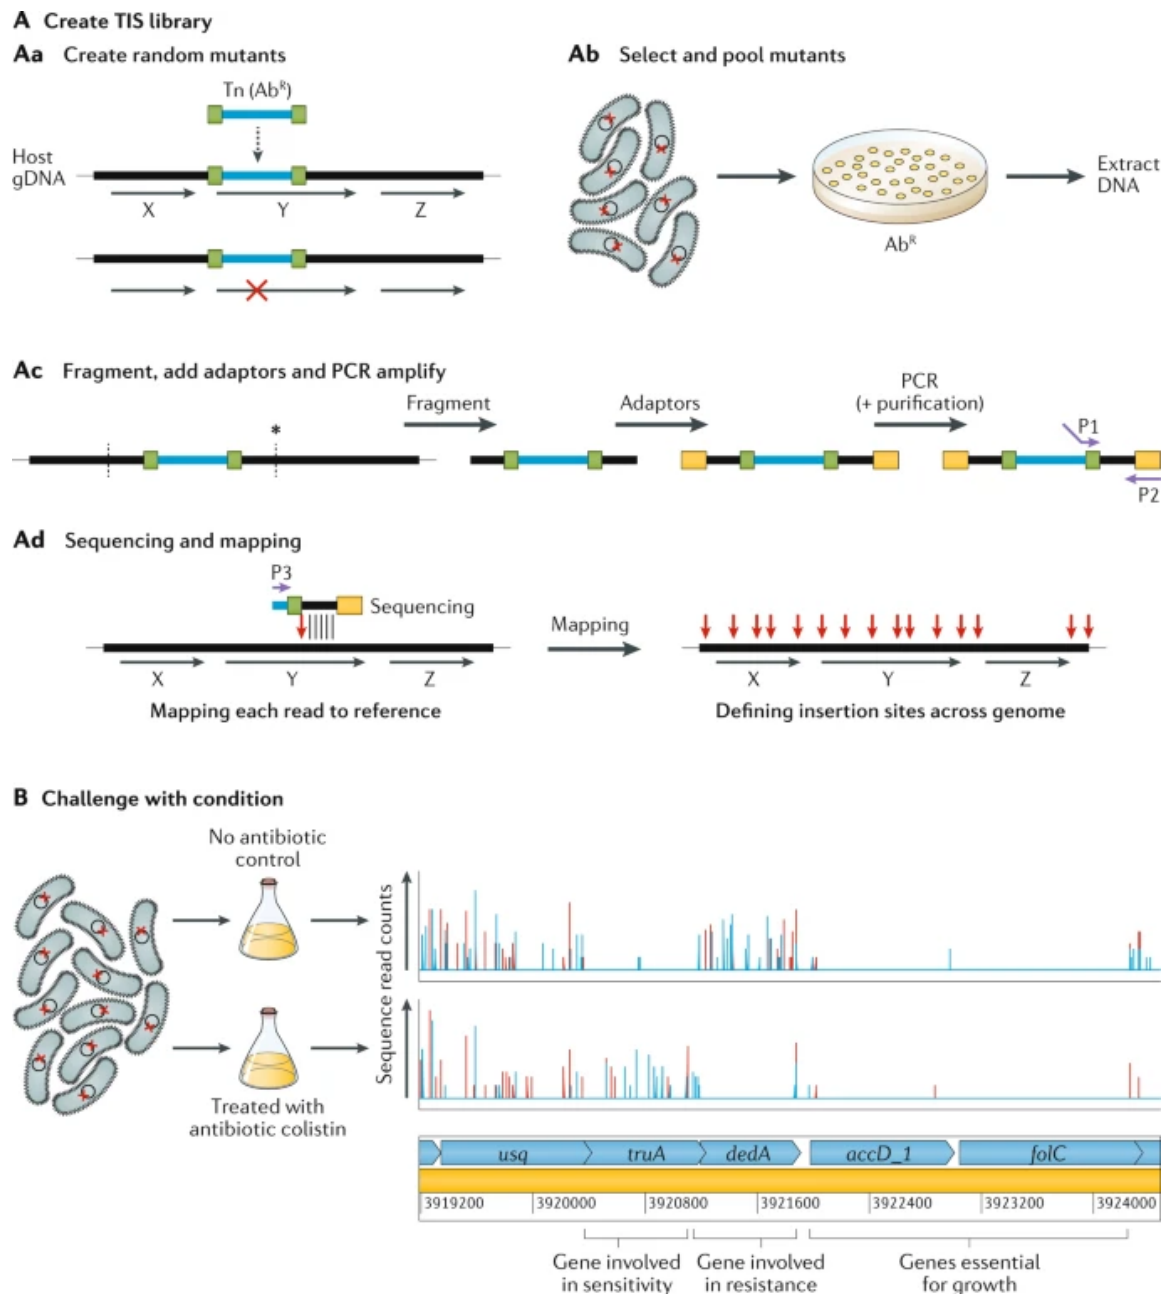 A Create TIS library
Aa Create random mutants
Tn (Abᴿ)
Host
gDNA
X Y Z
Ab Select and pool mutants
Abᴿ
Extract
DNA
Ac Fragment, add adaptors and PCR amplify
*
Fragment
Adaptors
PCR
(+ purification)
P1
P2
Ad Sequencing and mapping
P3
Sequencing
X Y Z
Mapping each read to reference
Mapping
X Y Z
Defining insertion sites across genome
B Challenge with condition
No antibiotic
control
Treated with
antibiotic colistin
Sequence read counts
Sequence read counts
usg truA dedA accD_1 folC
3919200 3920000 3920800 3921600 3922400 3923200 3924000
Gene involved
in sensitivity
Gene involved
in resistance
Genes essential
for growth